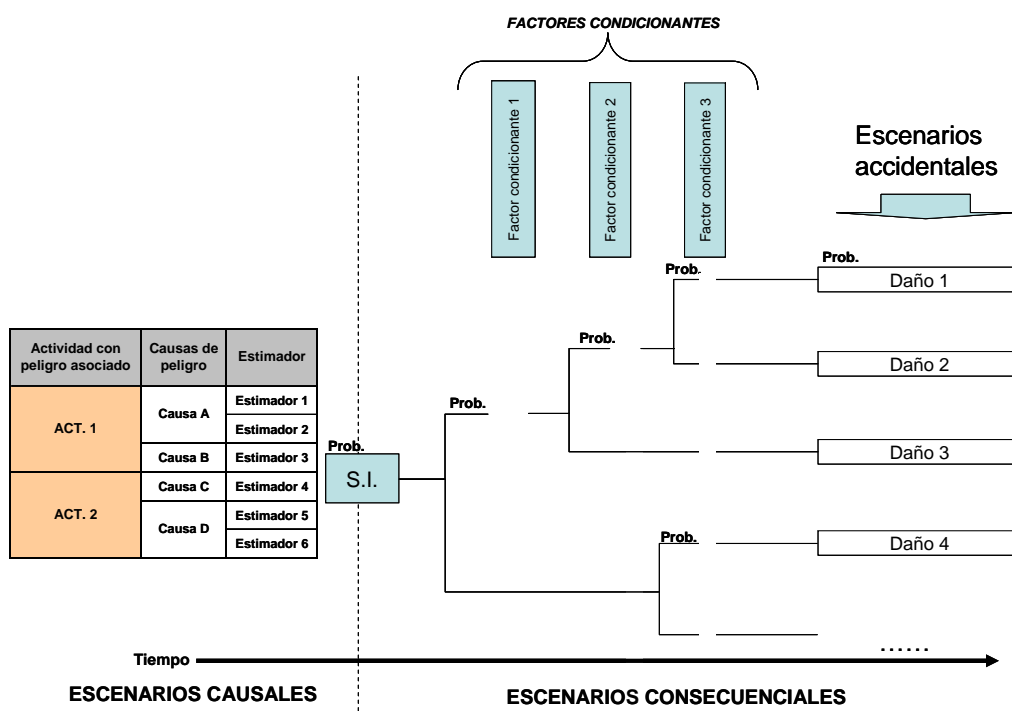 FACTORES CONDICIONANTES
Factor condicionante 1
Factor condicionante 2
Factor condicionante 3
Escenarios
accidentales
Prob.
Daño 1
Prob.
Daño 2
Prob.
Prob.
Daño 3
Prob.
S.I.
Prob.
Daño 4
......
Actividad con
peligro asociado
Causas de
peligro
Estimador
ACT. 1
Causa A
Estimador 1
Estimador 2
Causa B
Estimador 3
ACT. 2
Causa C
Estimador 4
Causa D
Estimador 5
Estimador 6
Tiempo
ESCENARIOS CAUSALES
ESCENARIOS CONSECUENCIALES